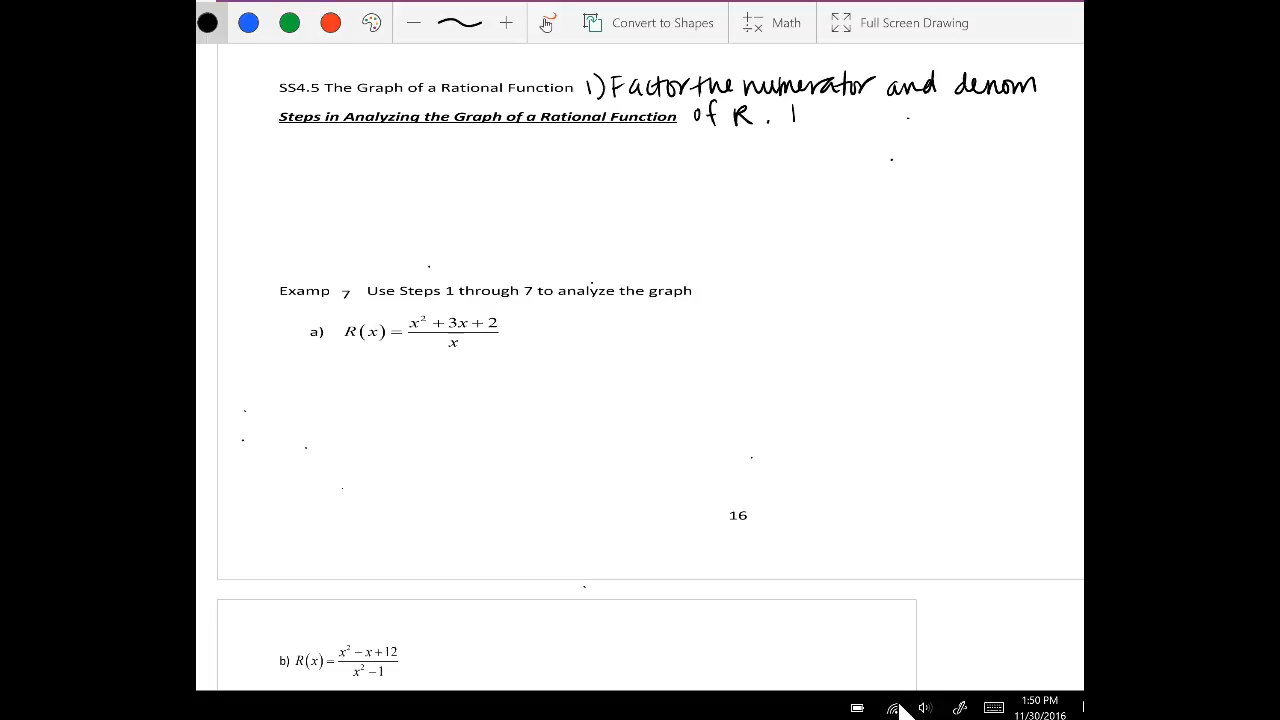 Convert to Shapes
Math
Full Screen Drawing
SS4.5 The Graph of a Rational Function 1) Factor the numerator and denom
Steps in Analyzing the Graph of a Rational Function of R. 1
Examp 7 Use Steps 1 through 7 to analyze the graph
a) R(x) = (x² + 3x + 2) / x
16
b) R(x) = (x² − x + 12) / (x² − 1)
1:50 PM
11/30/2016